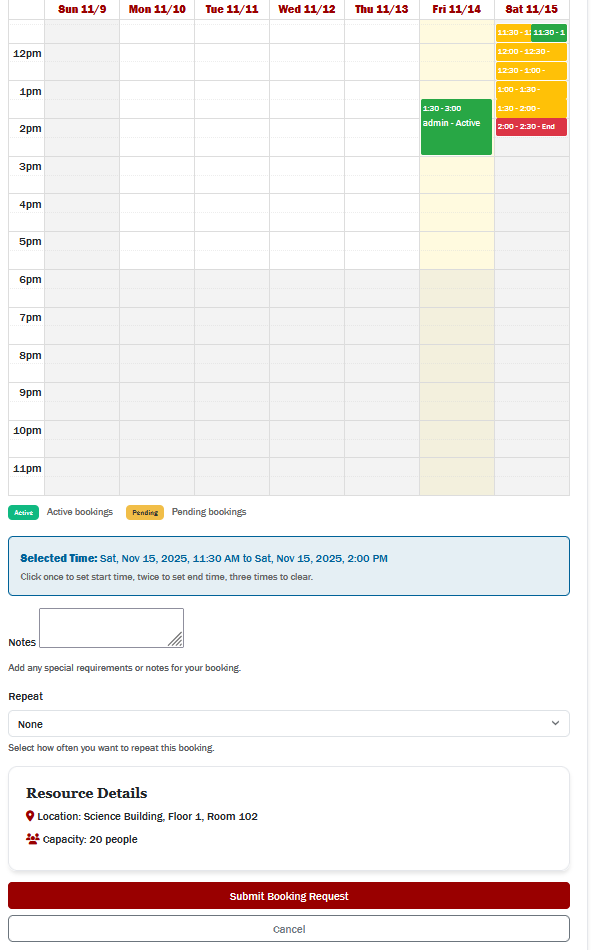 Sun 11/9 Mon 11/10 Tue 11/11 Wed 11/12 Thu 11/13 Fri 11/14 Sat 11/15
11:30 - 1: 11:30 - 1
12pm 12:00 - 12:30 -
12:30 - 1:00 -
1pm 1:00 - 1:30 -
1:30 - 3:00 1:30 - 2:00 -
admin - Active
2pm 2:00 - 2:30 - End
3pm
4pm
5pm
6pm
7pm
8pm
9pm
10pm
11pm
Active Active bookings Pending Pending bookings
Selected Time: Sat, Nov 15, 2025, 11:30 AM to Sat, Nov 15, 2025, 2:00 PM
Click once to set start time, twice to set end time, three times to clear.
Notes
Add any special requirements or notes for your booking.
Repeat
None
Select how often you want to repeat this booking.
Resource Details
Location: Science Building, Floor 1, Room 102
Capacity: 20 people
Submit Booking Request
Cancel